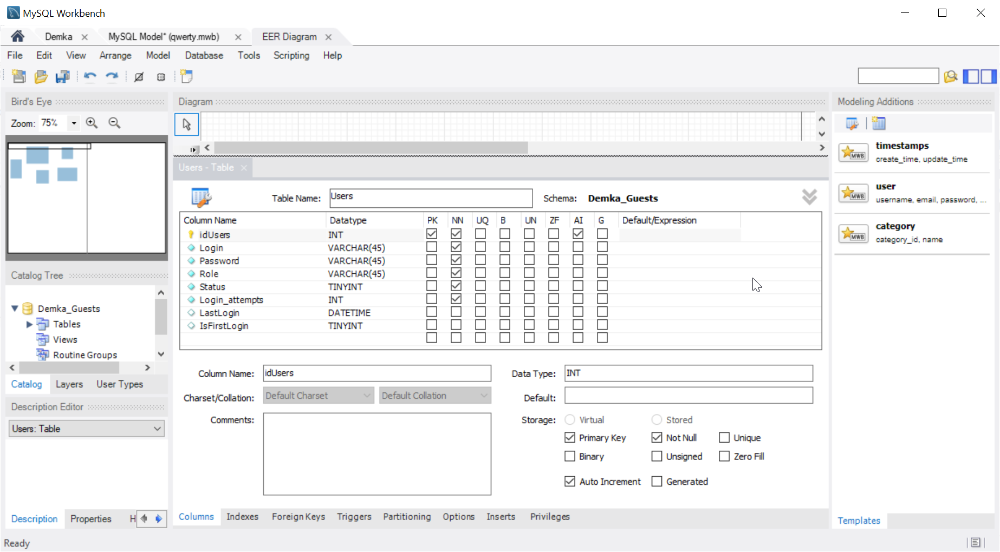 MySQL Workbench
Demka
MySQL Model* (qwerty.mwb)
EER Diagram
File Edit View Arrange Model Database Tools Scripting Help
Bird's Eye
Zoom: 75%
Catalog Tree
Demka_Guests
Tables
Views
Routine Groups
Catalog Layers User Types
Description Editor
Users: Table
Description Properties H
Diagram
Users - Table
Table Name: Users Schema: Demka_Guests
Column Name Datatype PK NN UQ B UN ZF AI G Default/Expression
idUsers INT
Login VARCHAR(45)
Password VARCHAR(45)
Role VARCHAR(45)
Status TINYINT
Login_attempts INT
LastLogin DATETIME
IsFirstLogin TINYINT
Column Name: idUsers Data Type: INT
Charset/Collation: Default Charset Default Collation Default:
Comments: Storage: Virtual Stored
Primary Key Not Null Unique
Binary Unsigned Zero Fill
Auto Increment Generated
Columns Indexes Foreign Keys Triggers Partitioning Options Inserts Privileges
Modeling Additions
MWB
timestamps
create_time, update_time
MWB
user
username, email, password, ...
MWB
category
category_id, name
Templates
Ready